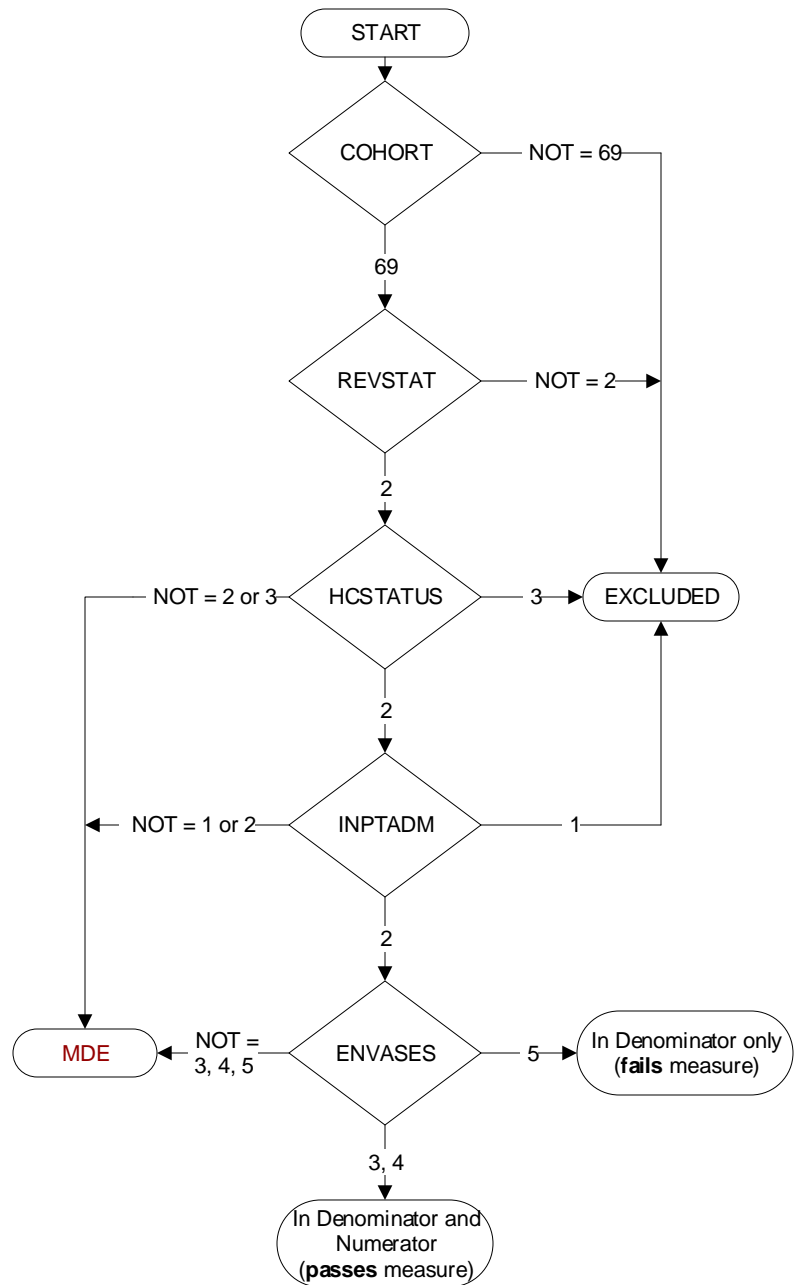 START
COHORT
NOT = 69
69
REVSTAT
NOT = 2
2
NOT = 2 or 3
HCSTATUS
3
EXCLUDED
2
NOT = 1 or 2
INPTADM
1
2
MDE
NOT =
3, 4, 5
ENVASES
5
In Denominator only
(fails measure)
3, 4
In Denominator and
Numerator
(passes measure)